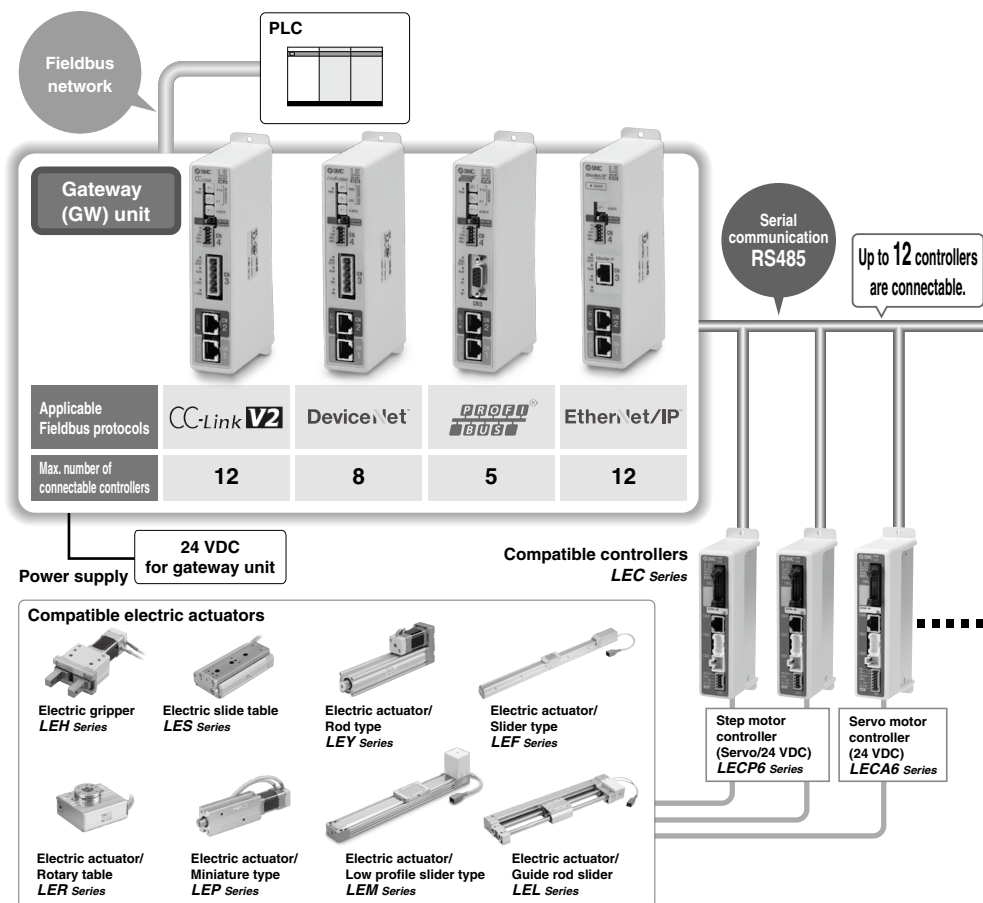 PLC
Fieldbus
network
Gateway
(GW) unit
Serial
communication
RS485
Up to 12 controllers
are connectable.
Applicable
Fieldbus protocols
CC-Link V2
DeviceNet™
PROFI®
BUS
EtherNet/IP™
Max. number of
connectable controllers
12
8
5
12
24 VDC
for gateway unit
Power supply
Compatible controllers
LEC Series
Compatible electric actuators
Electric gripper
LEH Series
Electric slide table
LES Series
Electric actuator/
Rod type
LEY Series
Electric actuator/
Slider type
LEF Series
Step motor
controller
(Servo/24 VDC)
LECP6 Series
Servo motor
controller
(24 VDC)
LECA6 Series
Electric actuator/
Rotary table
LER Series
Electric actuator/
Miniature type
LEP Series
Electric actuator/
Low profile slider type
LEM Series
Electric actuator/
Guide rod slider
LEL Series